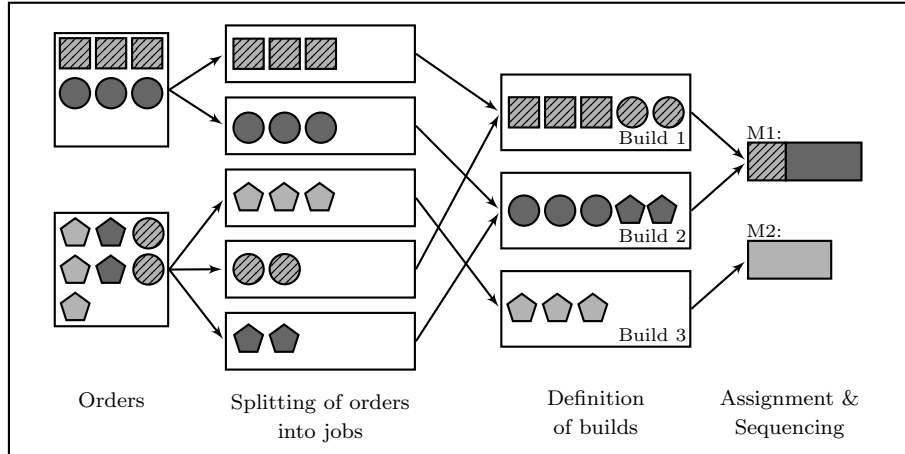 M1:
Build 1
Build 2
M2:
Build 3
Orders
Splitting of orders
into jobs
Definition
of builds
Assignment &
Sequencing